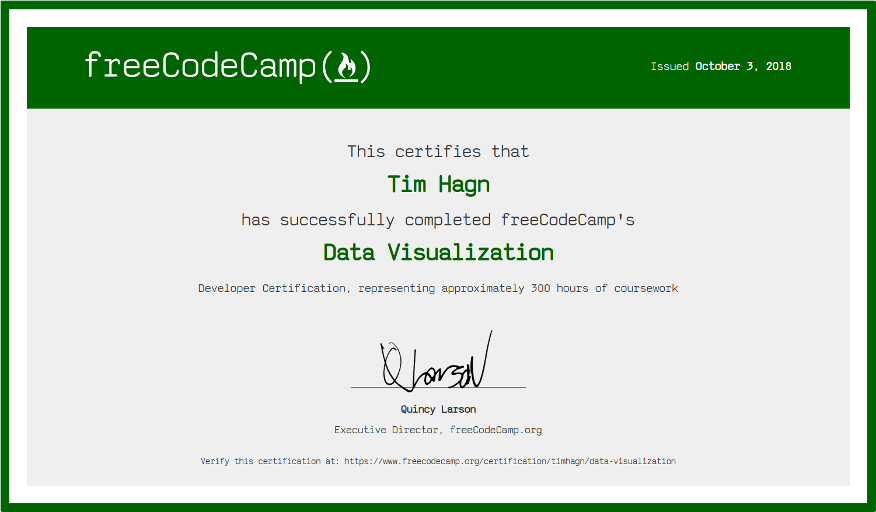 freeCodeCamp(🔥)
Issued October 3, 2018
This certifies that
Tim Hagn
has successfully completed freeCodeCamp's
Data Visualization
Developer Certification, representing approximately 300 hours of coursework
Q Larson
Quincy Larson
Executive Director, freeCodeCamp.org
Verify this certification at: https://www.freecodecamp.org/certification/timhagn/data-visualization